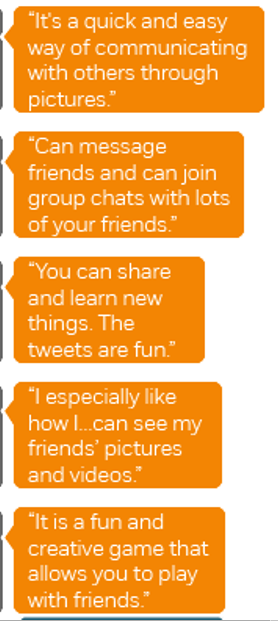 “It's a quick and easy
way of communicating
with others through
pictures.”
“Can message
friends and can join
group chats with lots
of your friends.”
“You can share
and learn new
things. The
tweets are fun.”
“I especially like
how I...can see my
friends’ pictures
and videos.”
“It is a fun and
creative game that
allows you to play
with friends.”